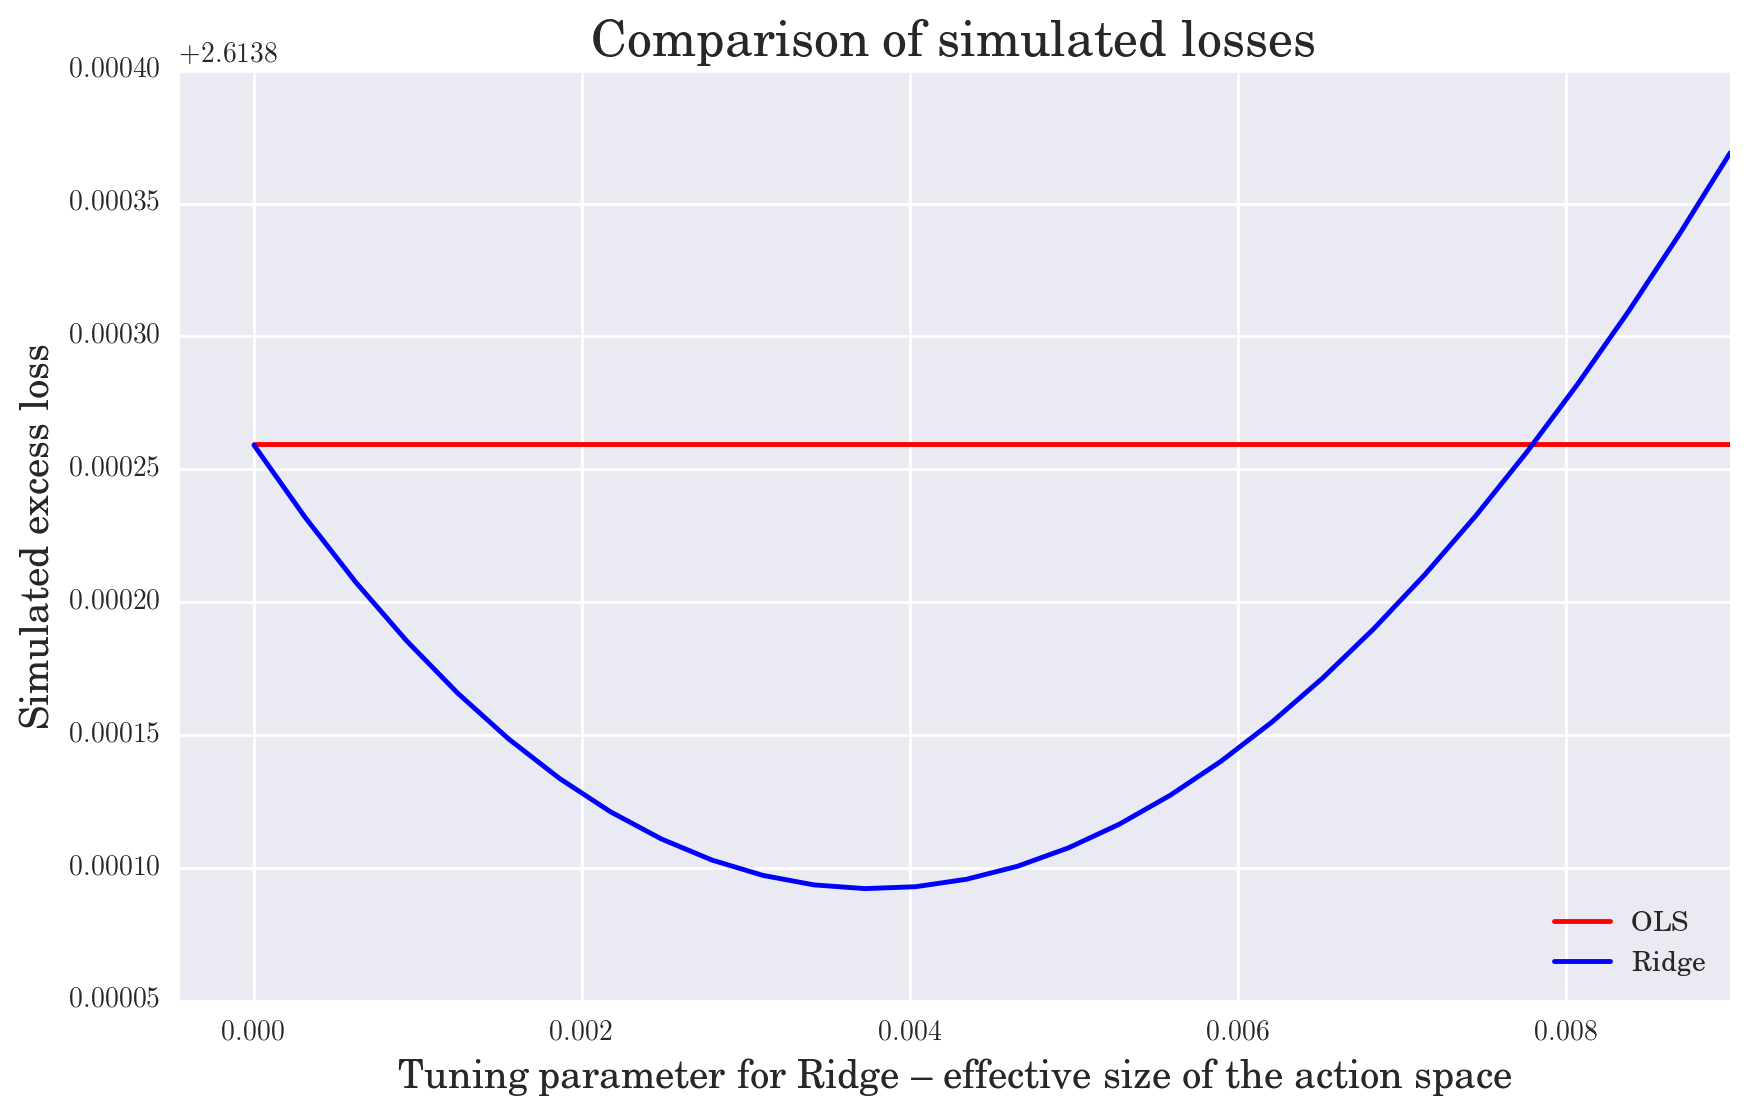 Comparison of simulated losses
+2.6138
0.00040
0.00035
0.00030
0.00025
0.00020
0.00015
0.00010
0.00005
Simulated excess loss
OLS
Ridge
0.000 0.002 0.004 0.006 0.008
Tuning parameter for Ridge – effective size of the action space